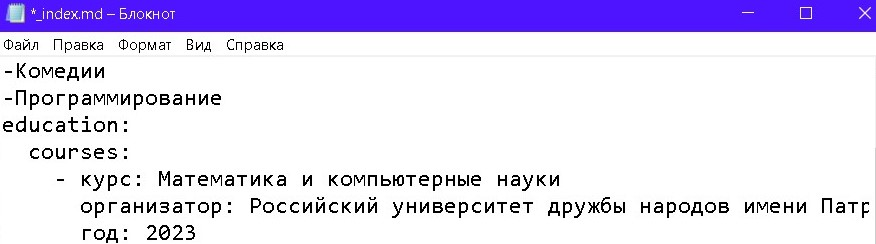 *_index.md – Блокнот
Файл Правка Формат Вид Справка
-Комедии
-Программирование
education:
courses:
- курс: Математика и компьютерные науки
организатор: Российский университет дружбы народов имени Патр
год: 2023